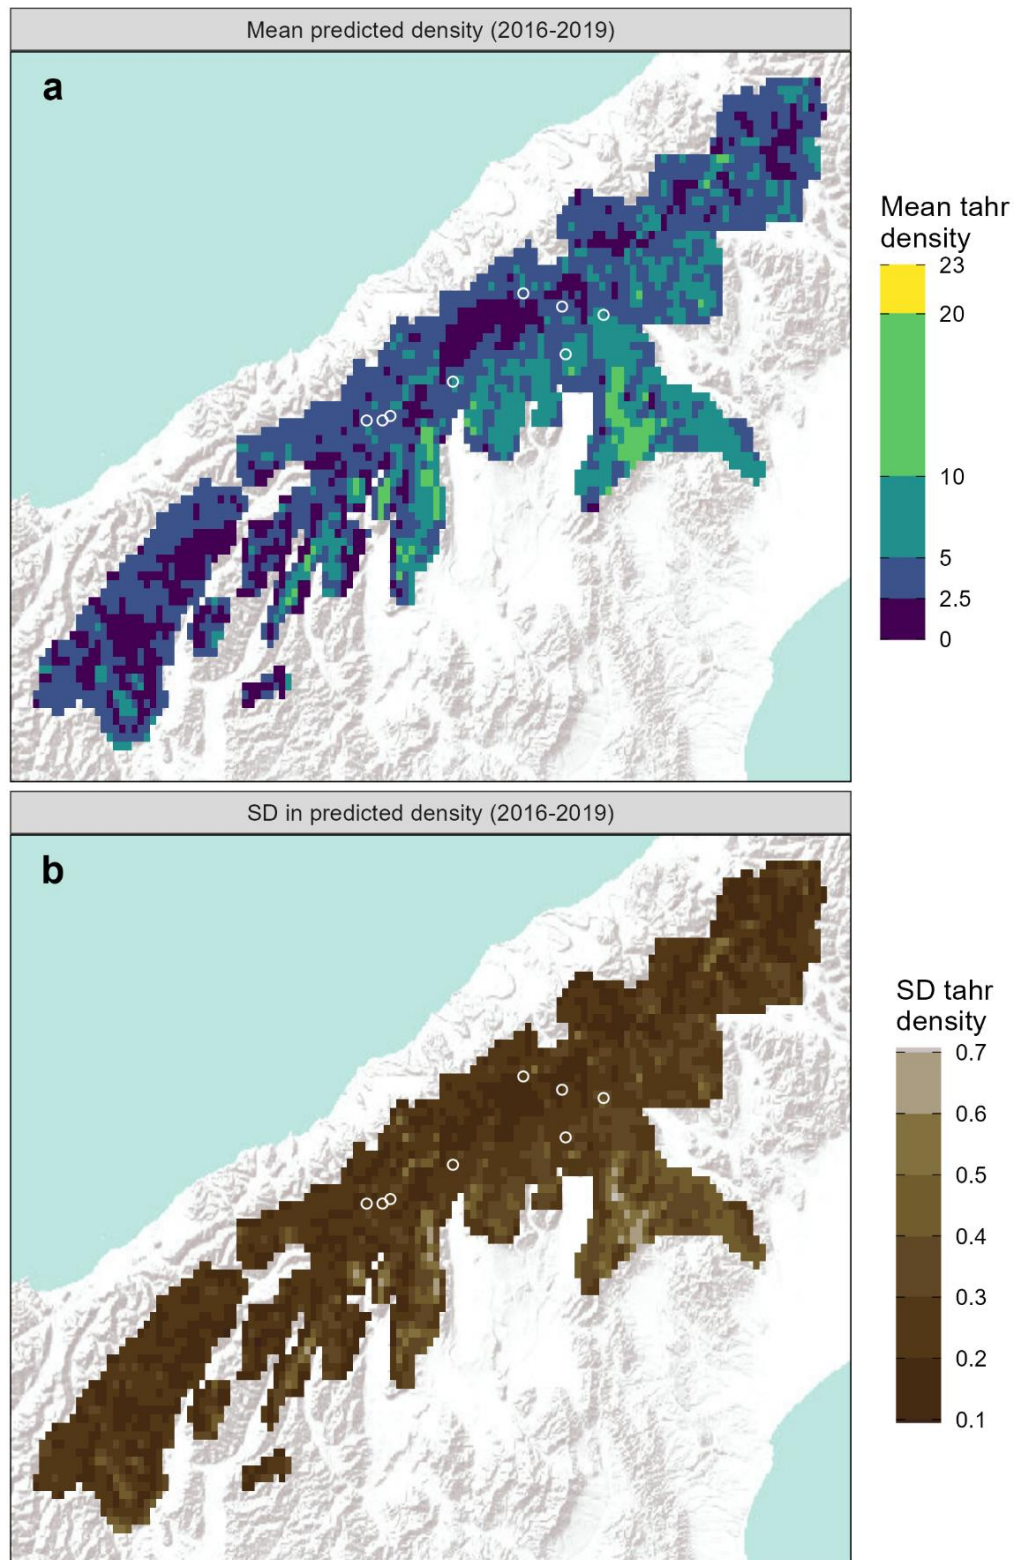 Mean predicted density (2016-2019)
a
Mean tahr
density
23
20
10
5
2.5
0
SD in predicted density (2016-2019)
b
SD tahr
density
0.7
0.6
0.5
0.4
0.3
0.2
0.1